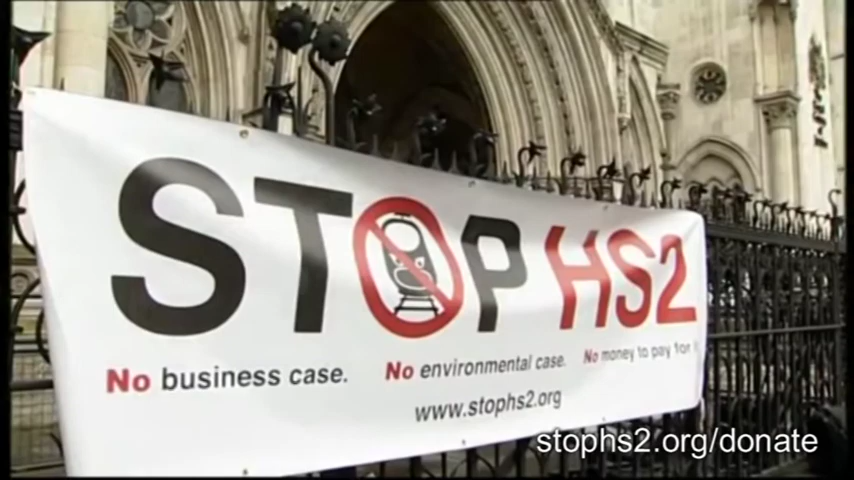 STOP HS2
No business case. No environmental case. No money to pay for
www.stophs2.org
stophs2.org/donate